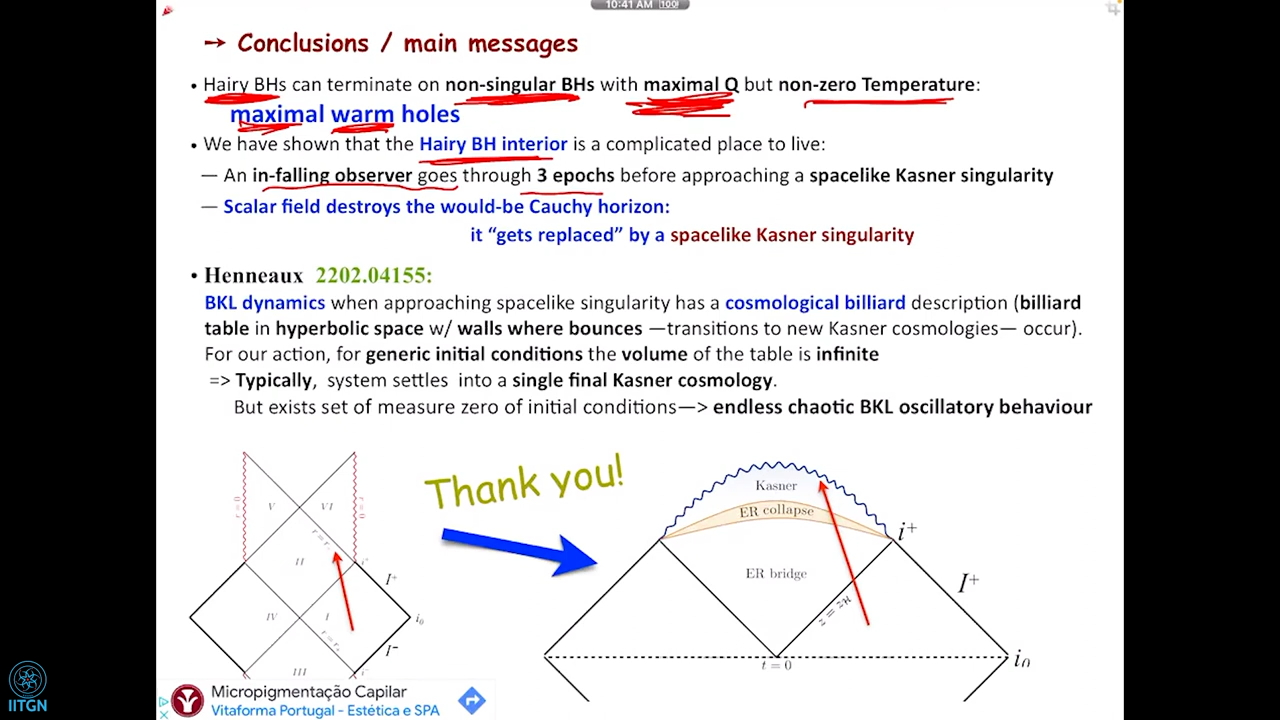 10:41 AM 100%
→ Conclusions / main messages
• Hairy BHs can terminate on non-singular BHs with maximal Q but non-zero Temperature:
maximal warm holes
• We have shown that the Hairy BH interior is a complicated place to live:
— An in-falling observer goes through 3 epochs before approaching a spacelike Kasner singularity
— Scalar field destroys the would-be Cauchy horizon:
it “gets replaced” by a spacelike Kasner singularity
• Henneaux 2202.04155:
BKL dynamics when approaching spacelike singularity has a cosmological billiard description (billiard
table in hyperbolic space w/ walls where bounces —transitions to new Kasner cosmologies— occur).
For our action, for generic initial conditions the volume of the table is infinite
=> Typically, system settles into a single final Kasner cosmology.
But exists set of measure zero of initial conditions—> endless chaotic BKL oscillatory behaviour
Thank you!
r = 0
V
VI
r = 0
II
i⁺
I⁺
IV
I
i₀
I⁻
III
Kasner
ER collapse
i⁺
ER bridge
I⁺
z = z_H
t = 0
i₀
Micropigmentação Capilar
Vitaforma Portugal - Estética e SPA
IITGN